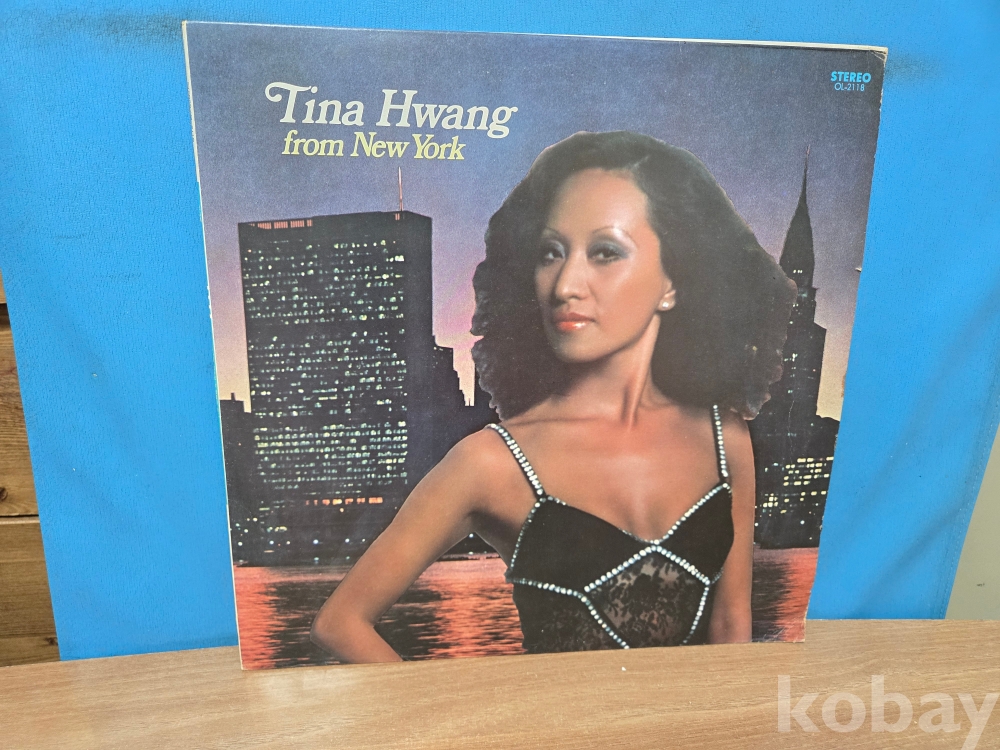 Tina Hwang
from New York
STEREO
OL-2118
kobay